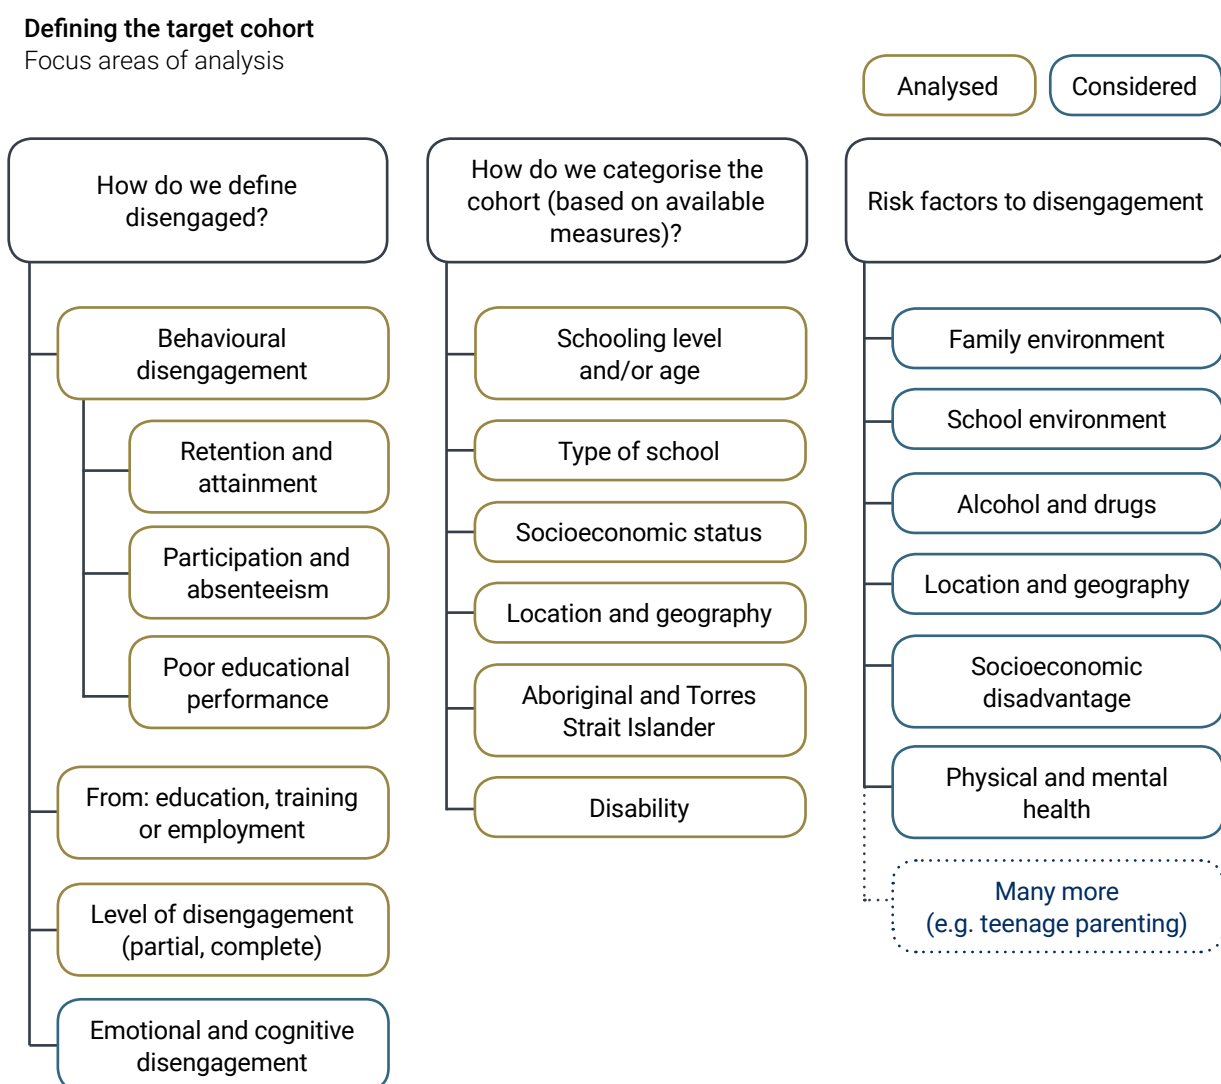 Defining the target cohort
Focus areas of analysis
Analysed
Considered
How do we define
disengaged?
Behavioural
disengagement
Retention and
attainment
Participation and
absenteeism
Poor educational
performance
From: education, training
or employment
Level of disengagement
(partial, complete)
Emotional and cognitive
disengagement
How do we categorise the
cohort (based on available
measures)?
Schooling level
and/or age
Type of school
Socioeconomic status
Location and geography
Aboriginal and Torres
Strait Islander
Disability
Risk factors to disengagement
Family environment
School environment
Alcohol and drugs
Location and geography
Socioeconomic
disadvantage
Physical and mental
health
Many more
(e.g. teenage parenting)